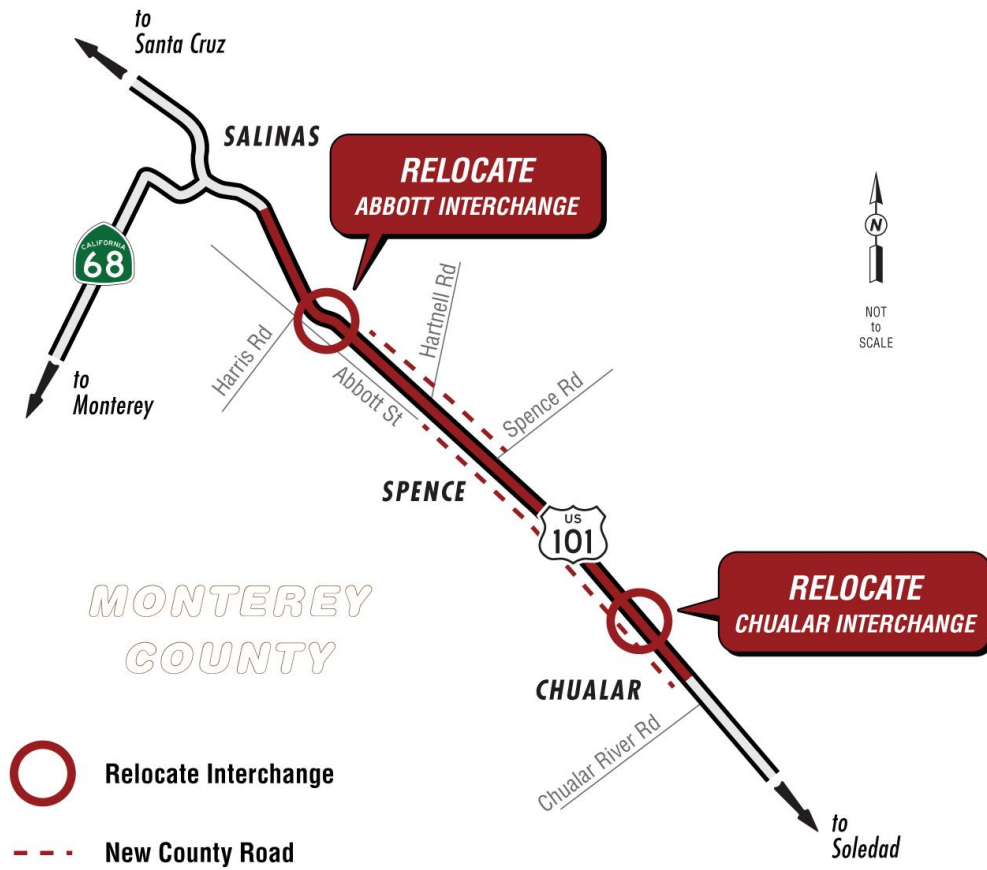 to
Santa Cruz
SALINAS
RELOCATE
ABBOTT INTERCHANGE
CALIFORNIA
68
N
NOT
to
SCALE
Harris Rd
Hartnell Rd
Abbott St
Spence Rd
to
Monterey
SPENCE
US
101
MONTEREY
COUNTY
RELOCATE
CHUALAR INTERCHANGE
CHUALAR
Chualar River Rd
Relocate Interchange
New County Road
to
Soledad